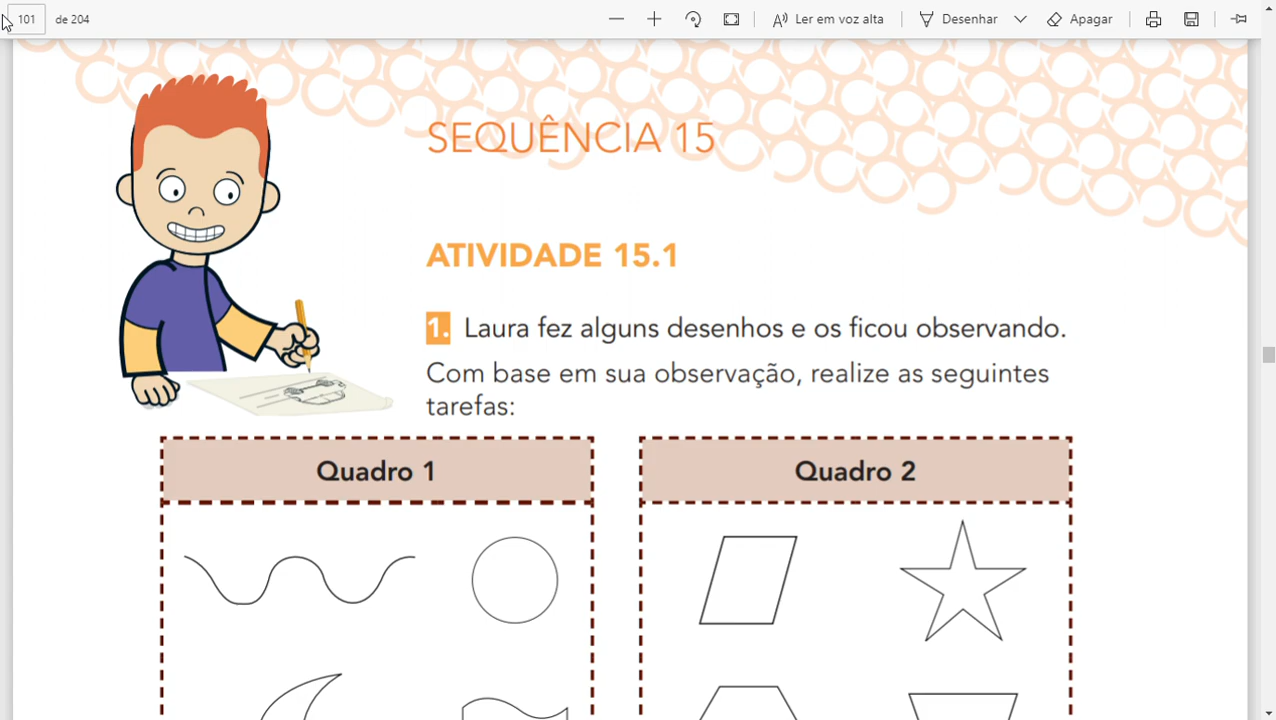 101 de 204 Ler em voz alta Desenhar Apagar
SEQUÊNCIA 15
ATIVIDADE 15.1
1. Laura fez alguns desenhos e os ficou observando.
Com base em sua observação, realize as seguintes
tarefas:
Quadro 1
Quadro 2